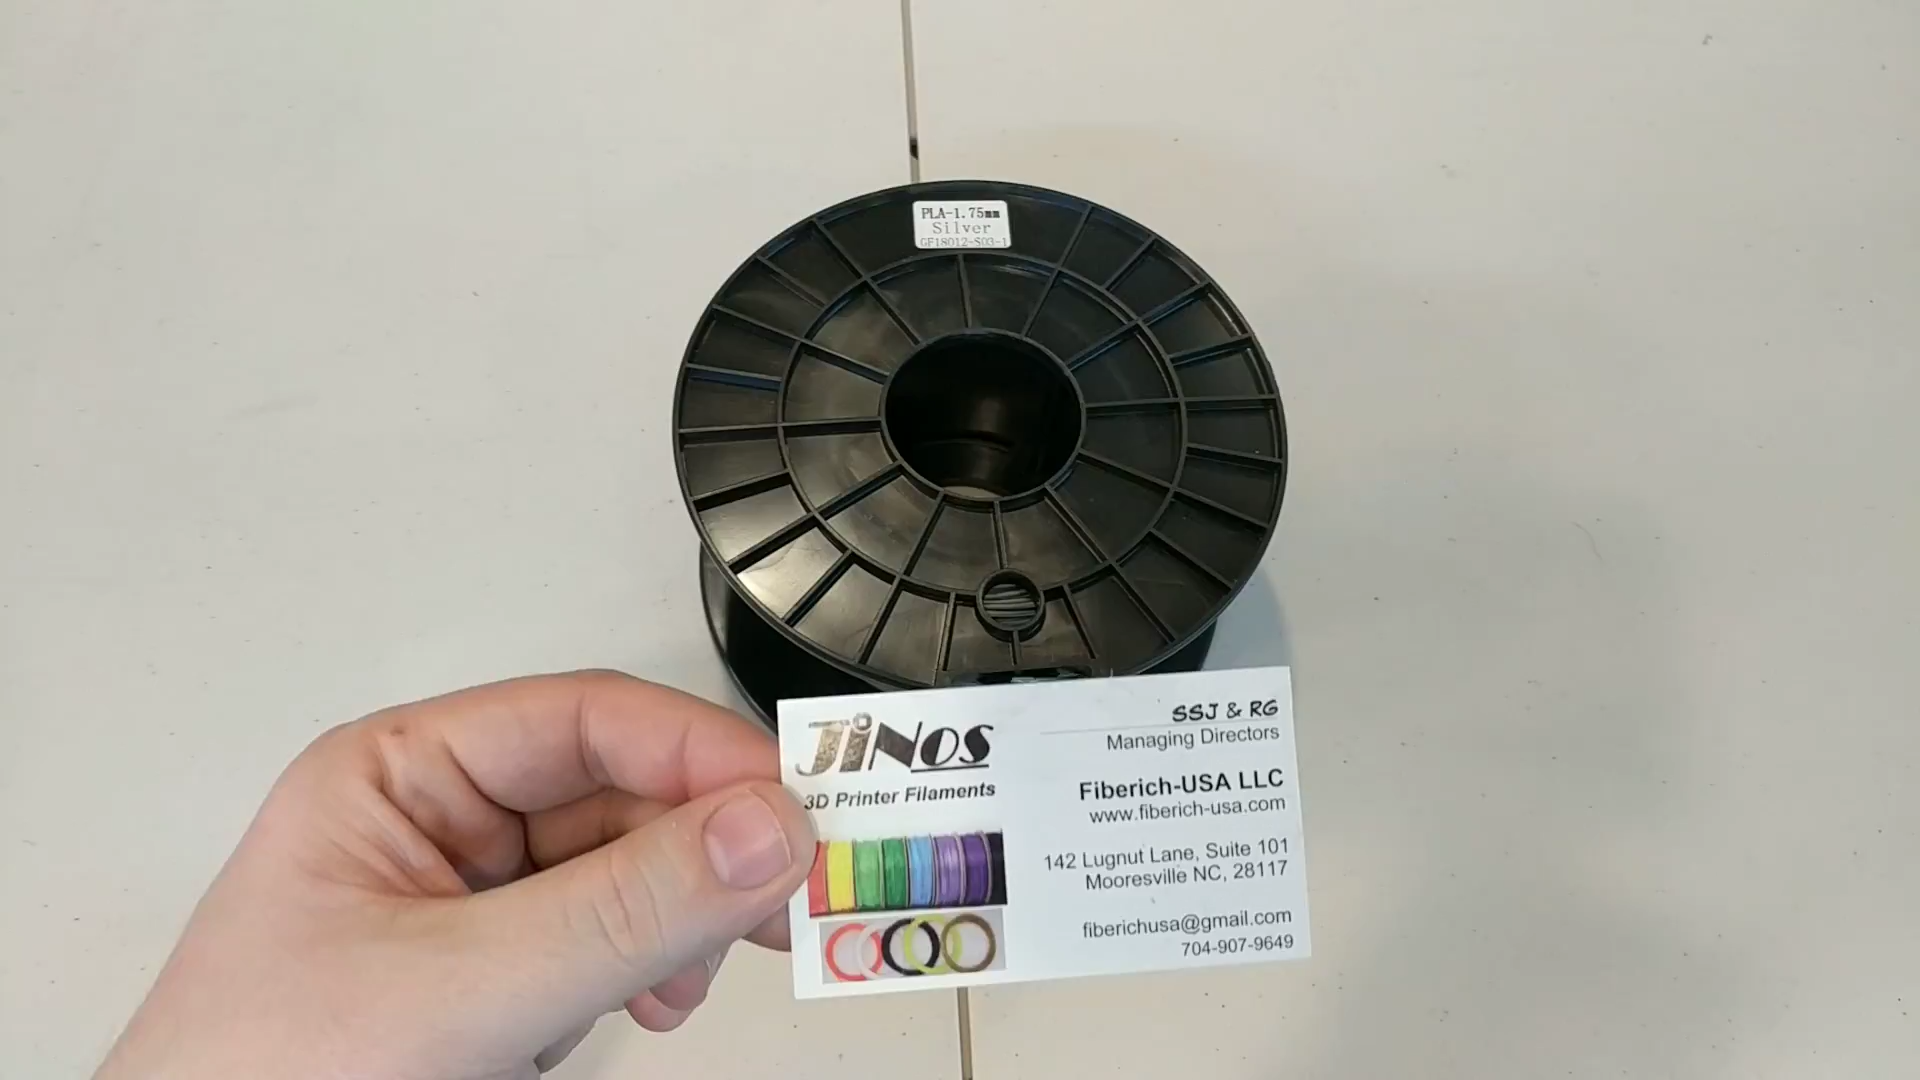 PLA-1.75mm
Silver
GF18012-S03-1
JiNOS
3D Printer Filaments
SSJ & RG
Managing Directors
Fiberich-USA LLC
www.fiberich-usa.com
142 Lugnut Lane, Suite 101
Mooresville NC, 28117
fiberichusa@gmail.com
704-907-9649